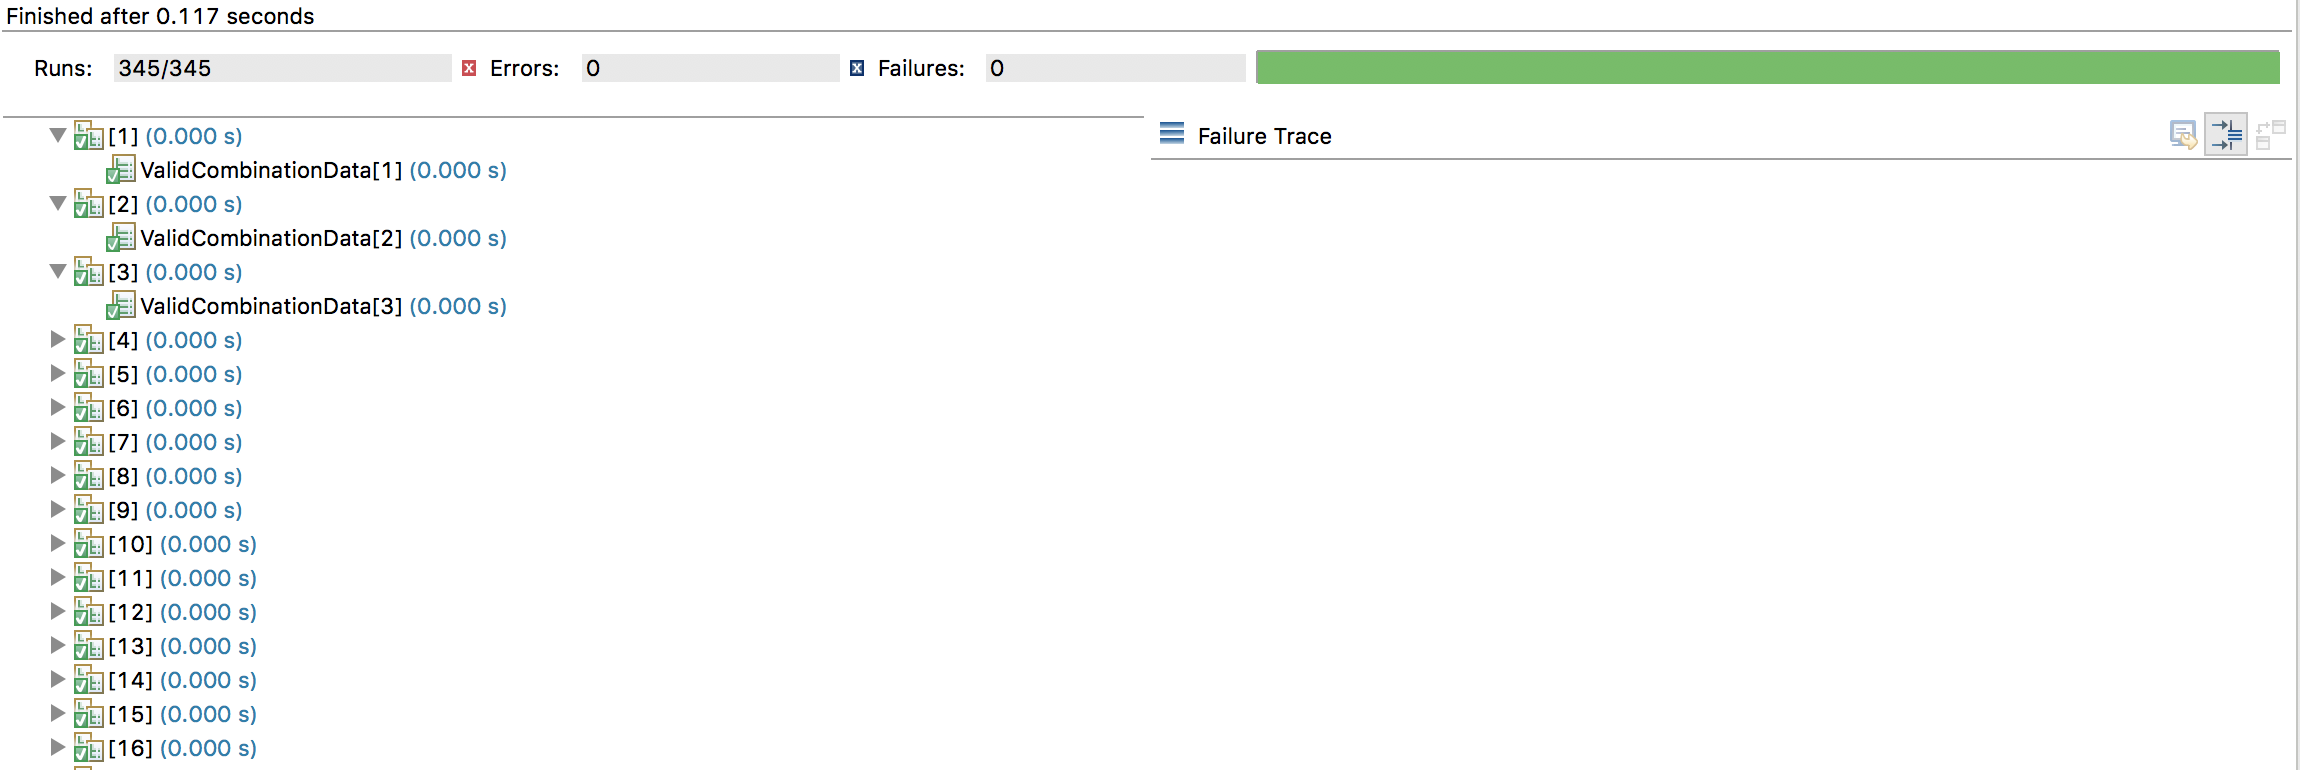 Finished after 0.117 seconds
Runs: 345/345 Errors: 0 Failures: 0
[1] (0.000 s)
Failure Trace
ValidCombinationData[1] (0.000 s)
[2] (0.000 s)
ValidCombinationData[2] (0.000 s)
[3] (0.000 s)
ValidCombinationData[3] (0.000 s)
[4] (0.000 s)
[5] (0.000 s)
[6] (0.000 s)
[7] (0.000 s)
[8] (0.000 s)
[9] (0.000 s)
[10] (0.000 s)
[11] (0.000 s)
[12] (0.000 s)
[13] (0.000 s)
[14] (0.000 s)
[15] (0.000 s)
[16] (0.000 s)